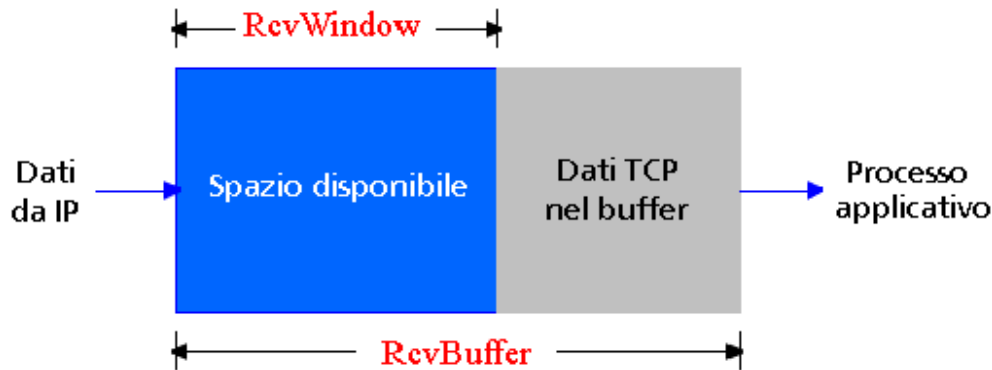 RcvWindow
Dati
da IP
Spazio disponibile
Dati TCP
nel buffer
Processo
applicativo
RcvBuffer